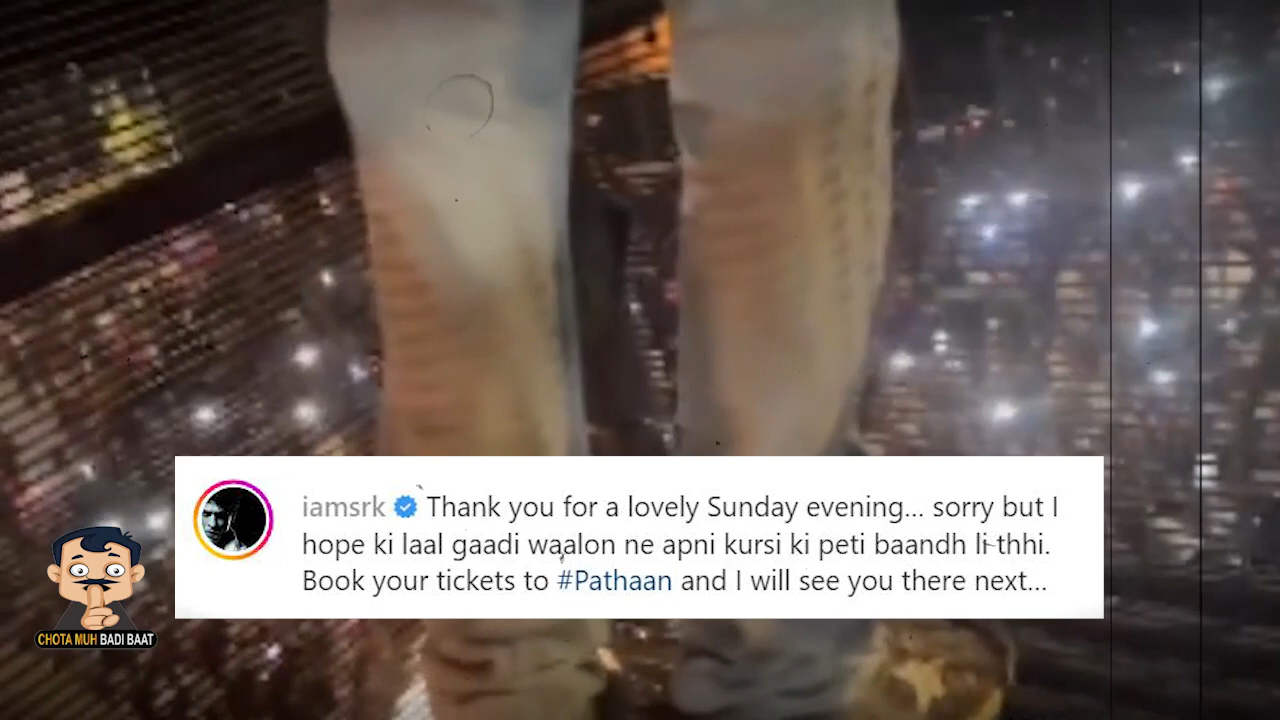 iamsrk Thank you for a lovely Sunday evening... sorry but I
hope ki laal gaadi waalon ne apni kursi ki peti baandh li thhi.
Book your tickets to #Pathaan and I will see you there next...
CHOTA MUH BADI BAAT